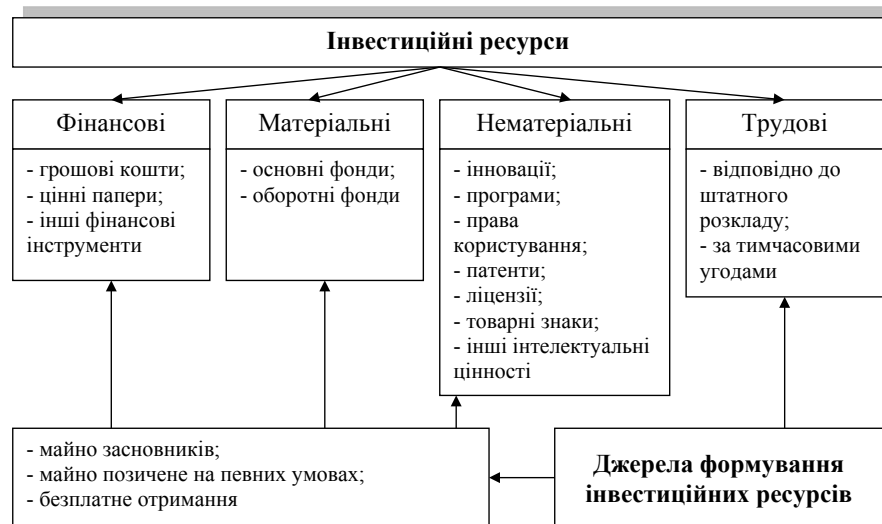 Інвестиційні ресурси
Фінансові
- грошові кошти;
- цінні папери;
- інші фінансові
інструменти
Матеріальні
- основні фонди;
- оборотні фонди
Нематеріальні
- інновації;
- програми;
- права
користування;
- патенти;
- ліцензії;
- товарні знаки;
- інші інтелектуальні
цінності
Трудові
- відповідно до
штатного
розкладу;
- за тимчасовими
угодами
- майно засновників;
- майно позичене на певних умовах;
- безплатне отримання
Джерела формування
інвестиційних ресурсів